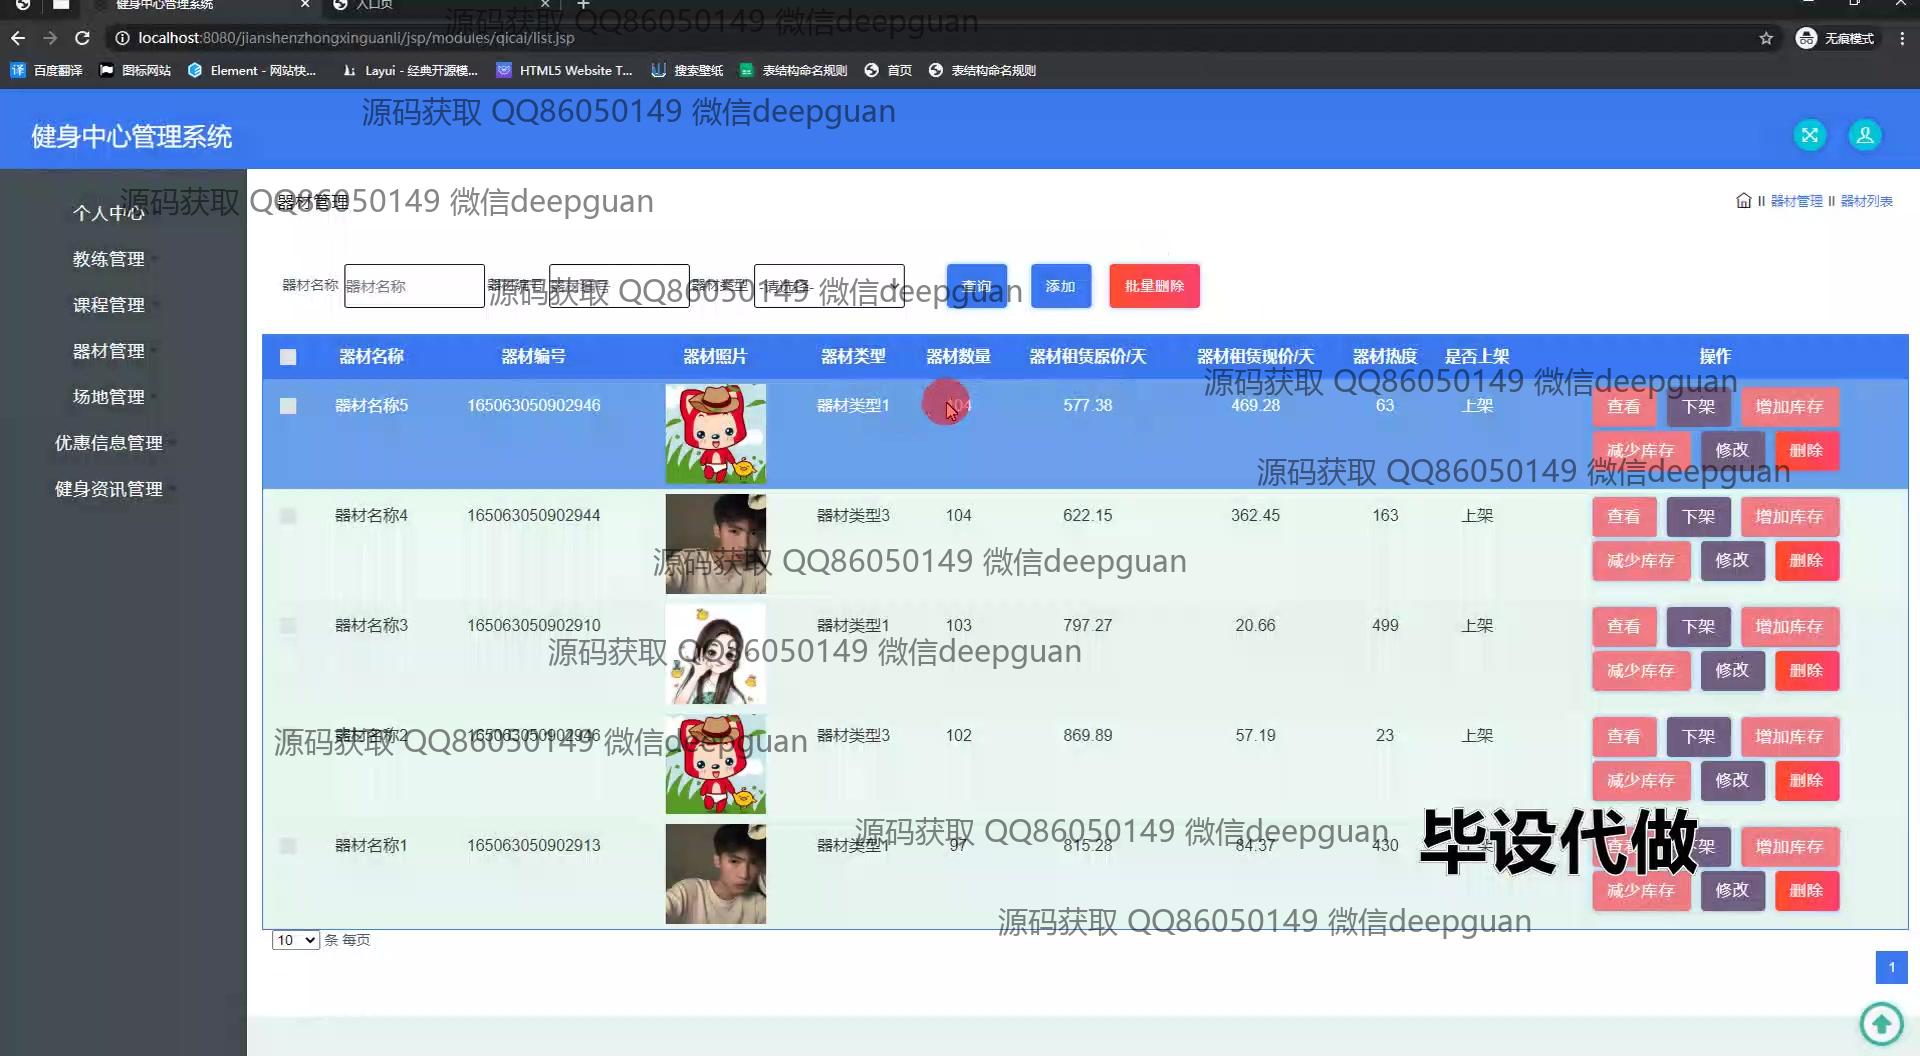 健身中心管理系统
入口页
localhost:8080/jianshenzhongxinguanli/jsp/modules/qicai/list.jsp
无痕模式
百度翻译 图标网站 Element - 网站快... Layui - 经典开源模... HTML5 Website T... 搜索壁纸 表结构命名规则 首页 表结构命名规则
源码获取 QQ86050149 微信deepguan
源码获取 QQ86050149 微信deepguan
健身中心管理系统
源码获取 QQ86050149 微信deepguan
器材管理
器材管理 II 器材列表
个人中心
教练管理
课程管理
器材管理
场地管理
优惠信息管理
健身资讯管理
器材名称 器材名称 器材编号 器材编号 器材类型 -请选择- 查询 添加 批量删除
源码获取 QQ86050149 微信deepguan
器材名称 器材编号 器材照片 器材类型 器材数量 器材租赁原价/天 器材租赁现价/天 器材热度 是否上架 操作
源码获取 QQ86050149 微信deepguan
器材名称5 165063050902946 器材类型1 104 577.38 469.28 63 上架 查看 下架 增加库存
减少库存 修改 删除
源码获取 QQ86050149 微信deepguan
器材名称4 165063050902944 器材类型3 104 622.15 362.45 163 上架 查看 下架 增加库存
减少库存 修改 删除
源码获取 QQ86050149 微信deepguan
器材名称3 165063050902910 器材类型1 103 797.27 20.66 499 上架 查看 下架 增加库存
减少库存 修改 删除
源码获取 QQ86050149 微信deepguan
器材名称2 165063050902946 器材类型3 102 869.89 57.19 23 上架 查看 下架 增加库存
减少库存 修改 删除
源码获取 QQ86050149 微信deepguan
器材名称1 165063050902913 器材类型1 97 815.28 84.37 430 上架 查看 下架 增加库存
减少库存 修改 删除
源码获取 QQ86050149 微信deepguan
毕设代做
源码获取 QQ86050149 微信deepguan
10 条 每页
1